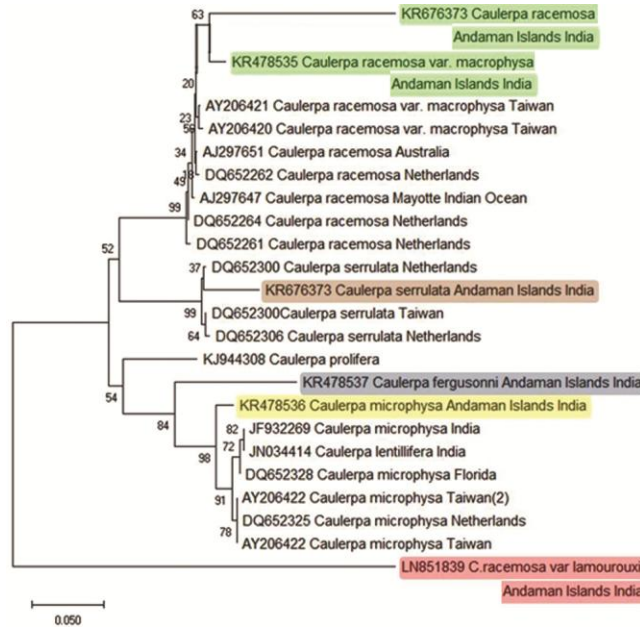 63
KR676373 Caulerpa racemosa
Andaman Islands India
KR478535 Caulerpa racemosa var. macrophysa
Andaman Islands India
20
AY206421 Caulerpa racemosa var. macrophysa Taiwan
23
56
AY206420 Caulerpa racemosa var. macrophysa Taiwan
34
AJ297651 Caulerpa racemosa Australia
DQ652262 Caulerpa racemosa Netherlands
49
AJ297647 Caulerpa racemosa Mayotte Indian Ocean
99
DQ652264 Caulerpa racemosa Netherlands
DQ652261 Caulerpa racemosa Netherlands
52
37
DQ652300 Caulerpa serrulata Netherlands
KR676373 Caulerpa serrulata Andaman Islands India
99
DQ652300Caulerpa serrulata Taiwan
64
DQ652306 Caulerpa serrulata Netherlands
KJ944308 Caulerpa prolifera
54
KR478537 Caulerpa fergusonni Andaman Islands India
84
KR478536 Caulerpa microphysa Andaman Islands India
82
JF932269 Caulerpa microphysa India
72
JN034414 Caulerpa lentillifera India
98
DQ652328 Caulerpa microphysa Florida
91
AY206422 Caulerpa microphysa Taiwan(2)
DQ652325 Caulerpa microphysa Netherlands
78
AY206422 Caulerpa microphysa Taiwan
LN851839 C.racemosa var lamourouxi
Andaman Islands India
0.050